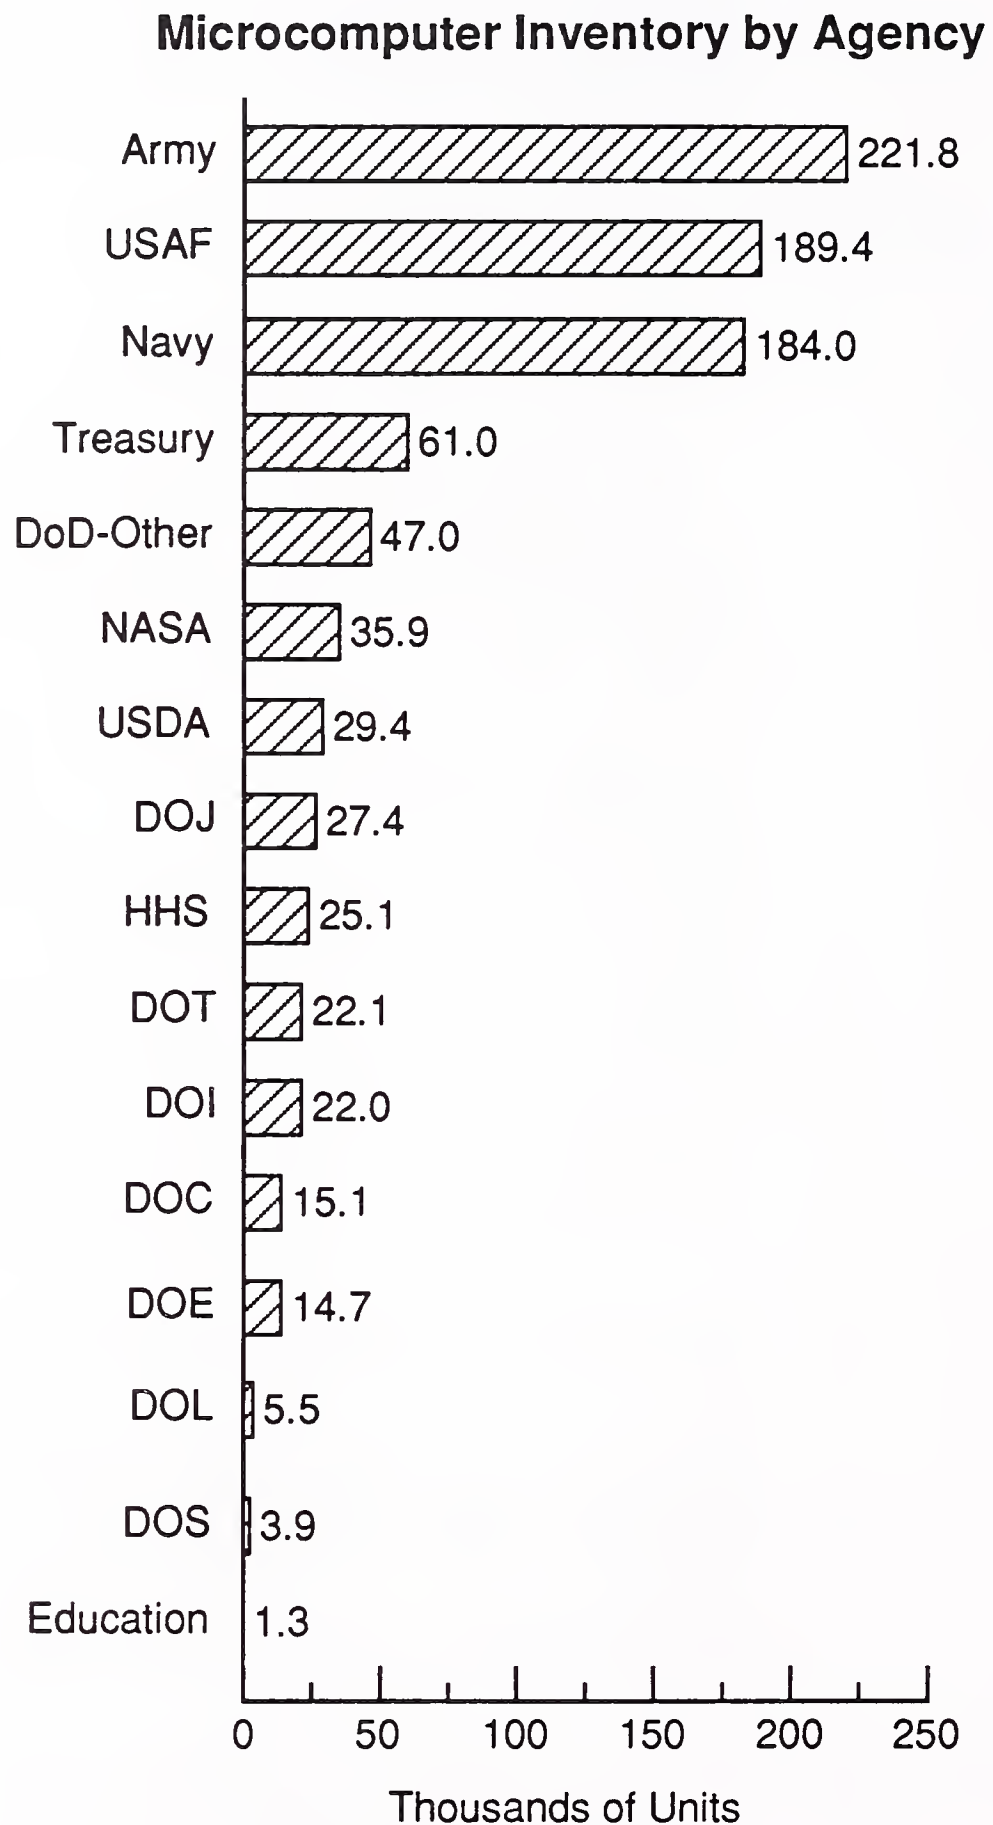 Microcomputer Inventory by Agency
Army 221.8
USAF 189.4
Navy 184.0
Treasury 61.0
DoD-Other 47.0
NASA 35.9
USDA 29.4
DOJ 27.4
HHS 25.1
DOT 22.1
DOI 22.0
DOC 15.1
DOE 14.7
DOL 5.5
DOS 3.9
Education 1.3
0 50 100 150 200 250
Thousands of Units